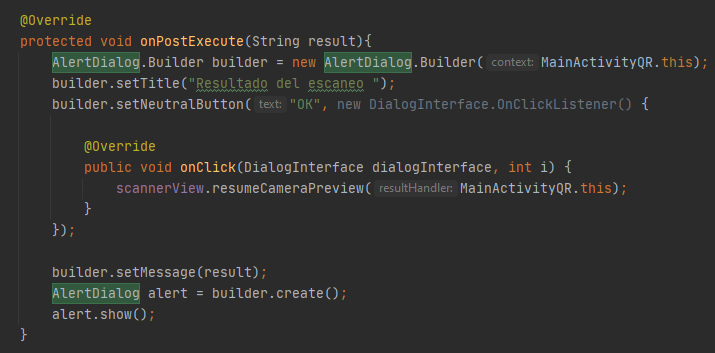 @Override
protected void onPostExecute(String result){
AlertDialog.Builder builder = new AlertDialog.Builder( context: MainActivityQR.this);
builder.setTitle("Resultado del escaneo ");
builder.setNeutralButton( text: "OK", new DialogInterface.OnClickListener() {
@Override
public void onClick(DialogInterface dialogInterface, int i) {
scannerView.resumeCameraPreview( resultHandler: MainActivityQR.this);
}
});
builder.setMessage(result);
AlertDialog alert = builder.create();
alert.show();
}